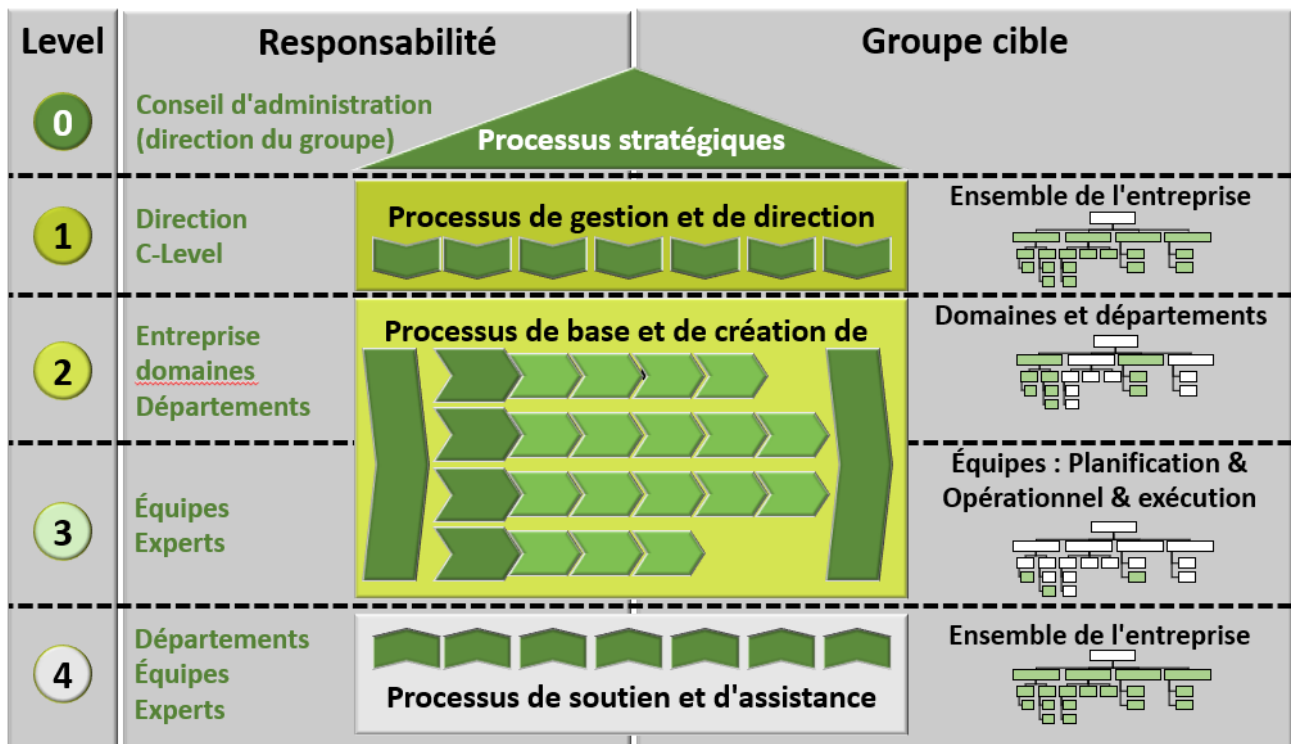 Level
Responsabilité
Groupe cible
0
Conseil d'administration
(direction du groupe)
Processus stratégiques
1
Direction
C-Level
Processus de gestion et de direction
Ensemble de l'entreprise
2
Entreprise
domaines
Départements
Processus de base et de création de
Domaines et départements
3
Équipes
Experts
Équipes : Planification &
Opérationnel & exécution
4
Départements
Équipes
Experts
Processus de soutien et d'assistance
Ensemble de l'entreprise